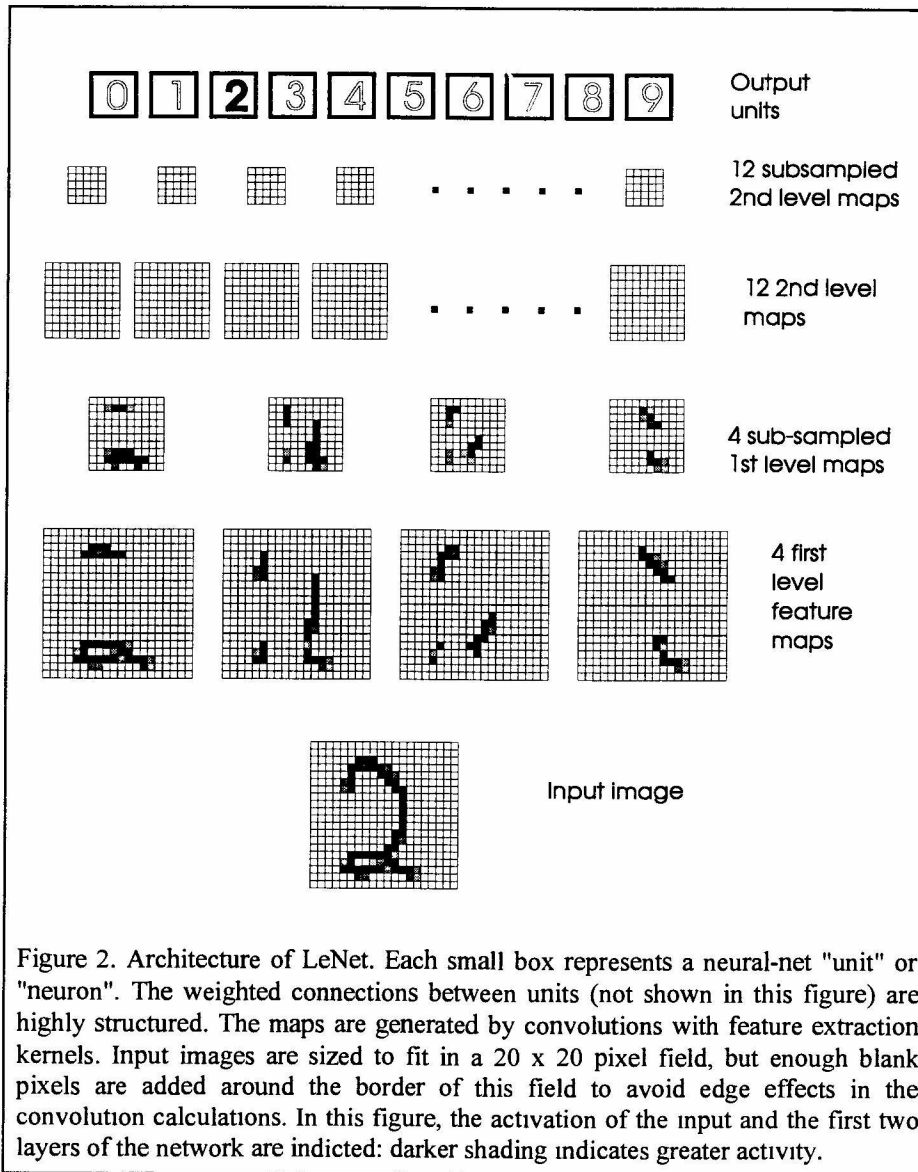 0 1 2 3 4 5 6 7 8 9
Output
units
12 subsampled
2nd level maps
12 2nd level
maps
4 sub-sampled
1st level maps
4 first
level
feature
maps
Input image
Figure 2. Architecture of LeNet. Each small box represents a neural-net "unit" or
"neuron". The weighted connections between units (not shown in this figure) are
highly structured. The maps are generated by convolutions with feature extraction
kernels. Input images are sized to fit in a 20 x 20 pixel field, but enough blank
pixels are added around the border of this field to avoid edge effects in the
convolution calculations. In this figure, the activation of the input and the first two
layers of the network are indicted: darker shading indicates greater activity.